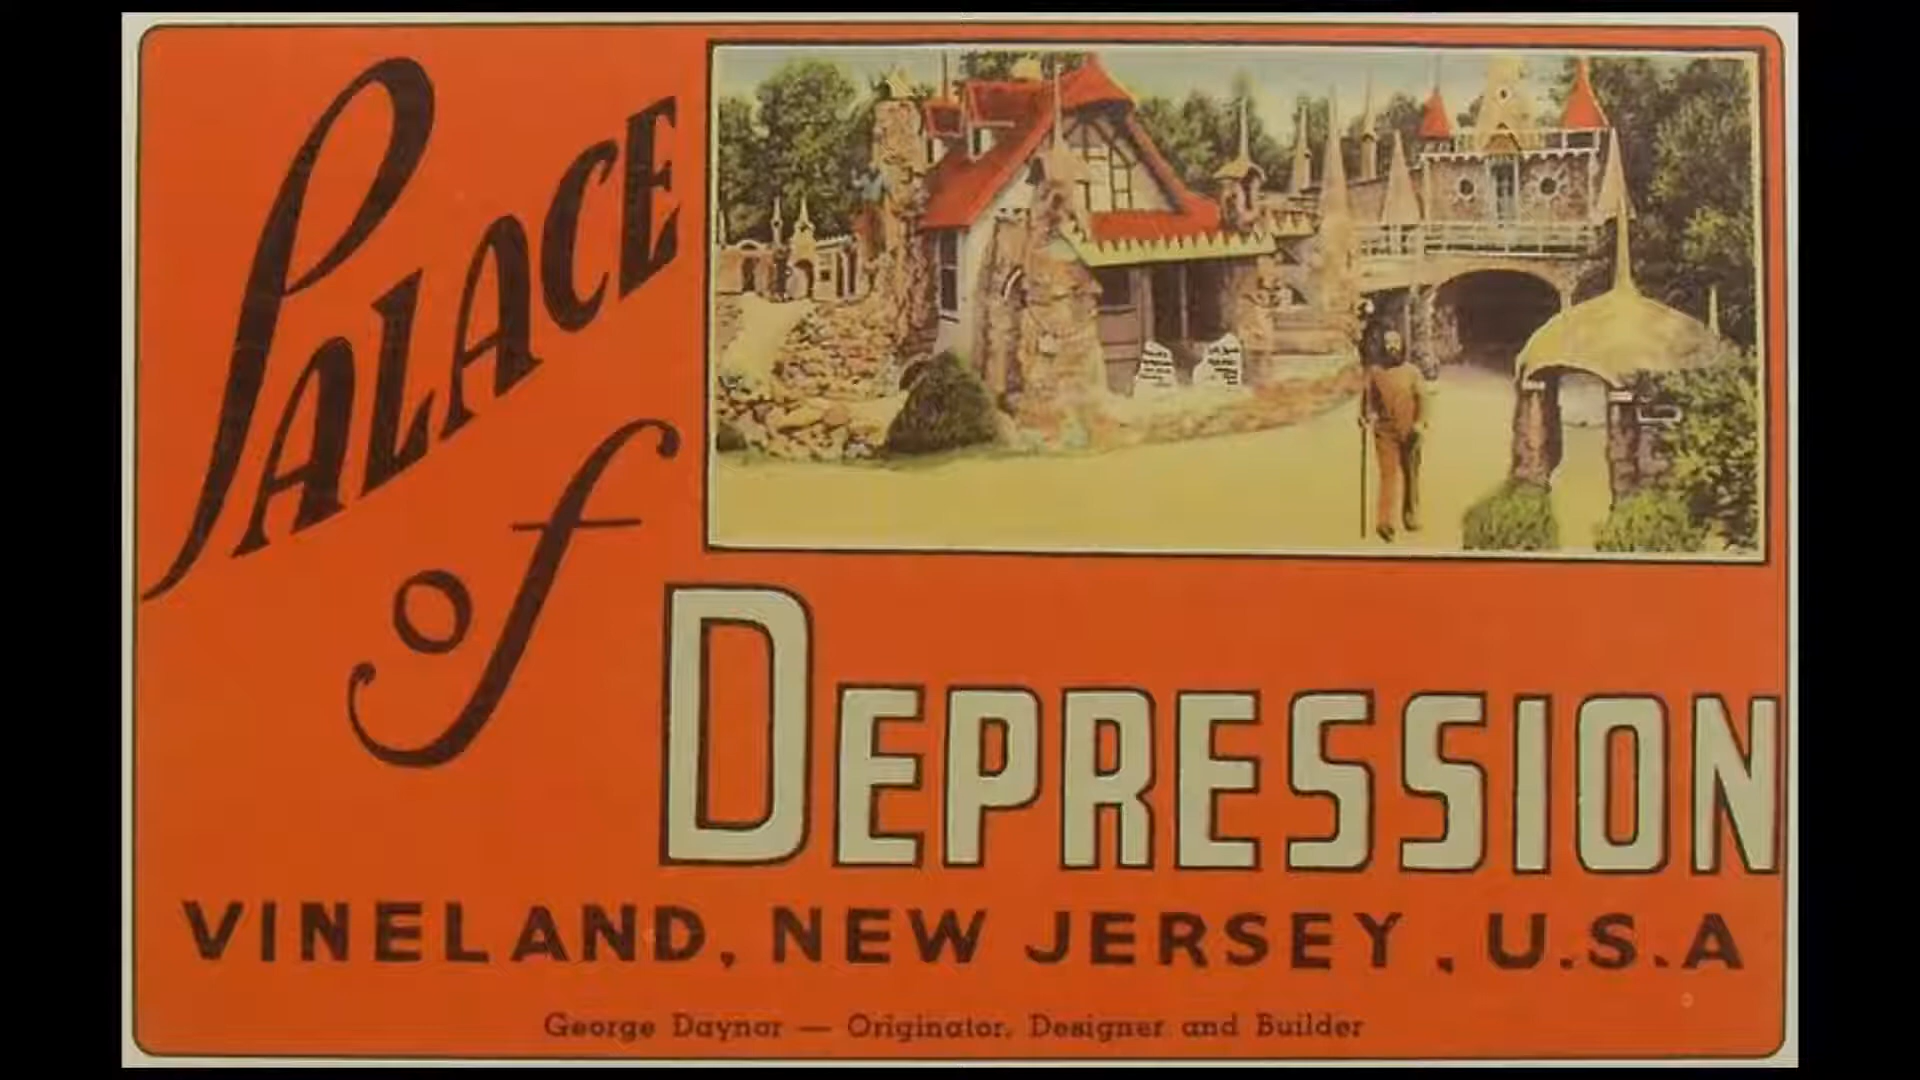 PALACE
of
DEPRESSION
VINELAND, NEW JERSEY, U.S.A
George Daynor — Originator, Designer and Builder